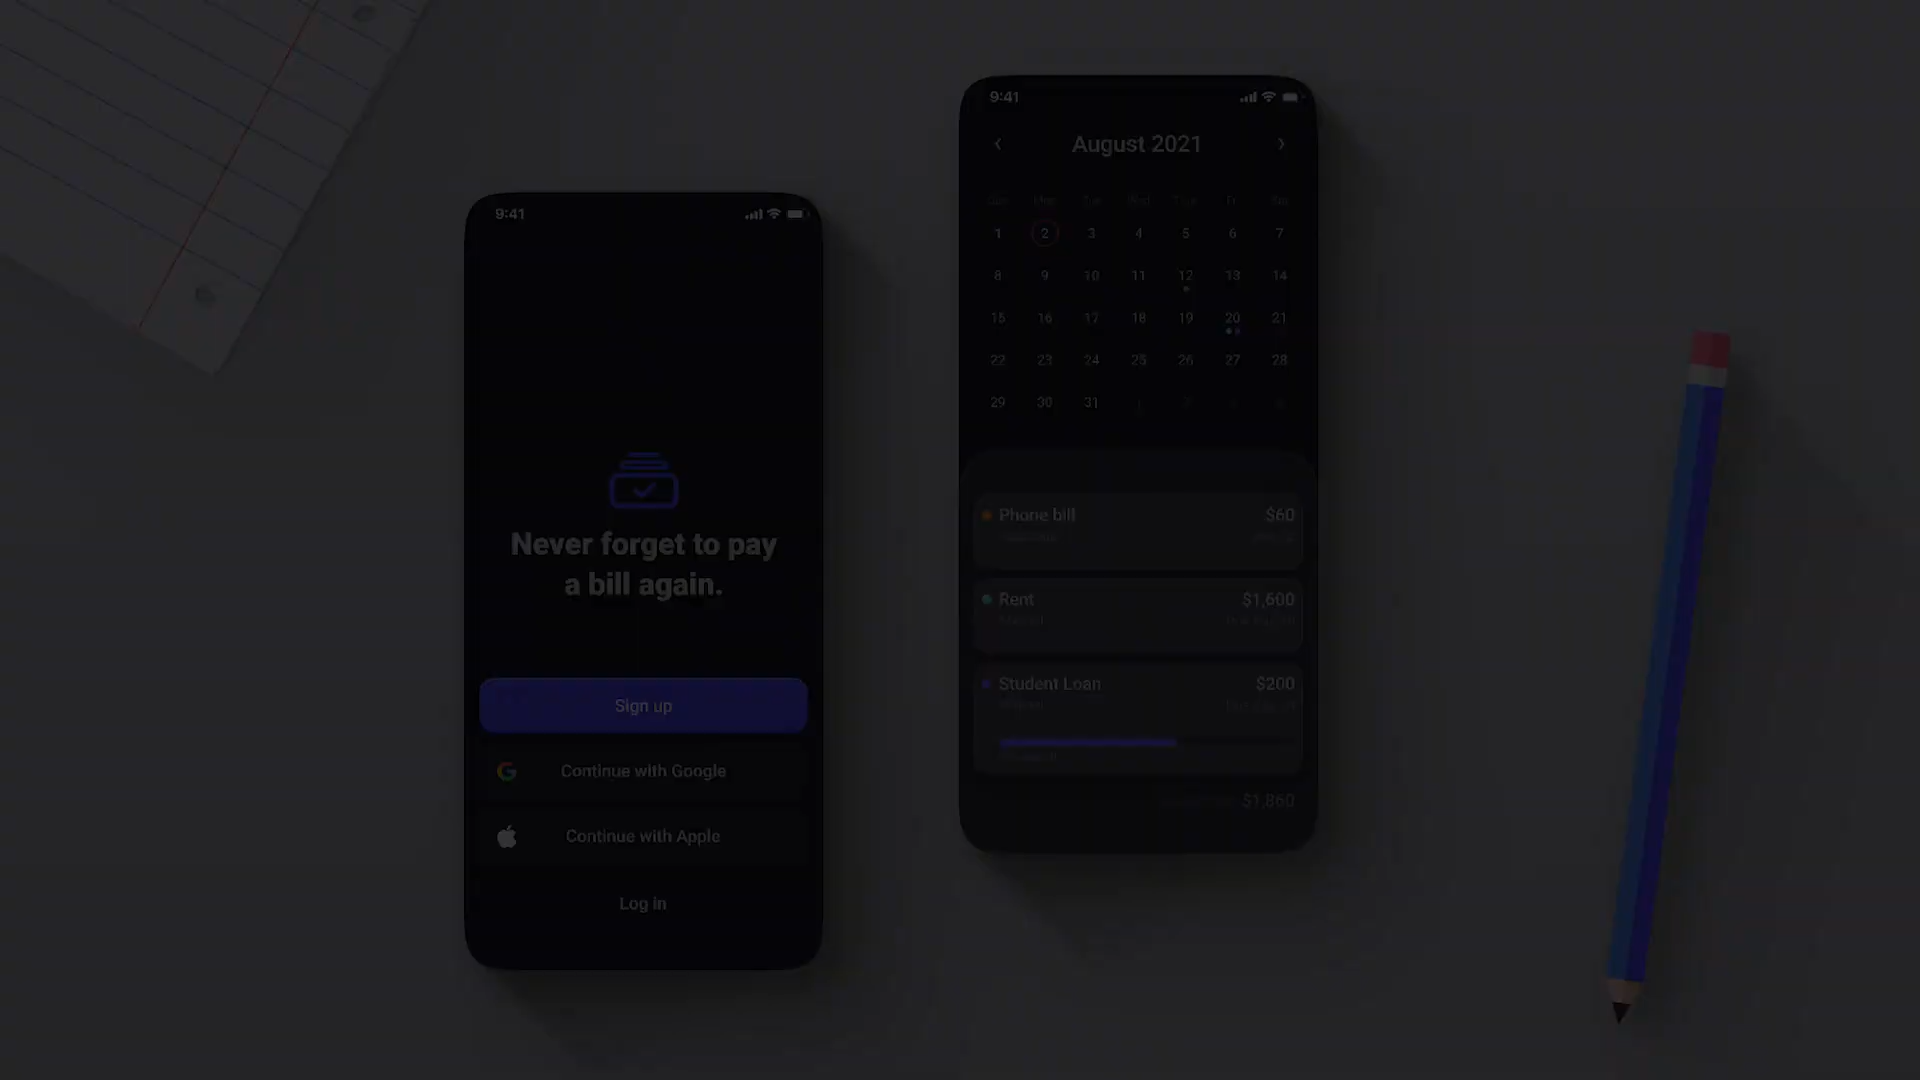 9:41
Never forget to pay
a bill again.
Sign up
Continue with Google
Continue with Apple
Log in
9:41
August 2021
Mon Tue Wed
1 2 3 4 5 6 7
8 9 10 11 12 13 14
15 16 17 18 19 20 21
22 23 24 25 26 27 28
29 30 31
Phone bill $60
Rent $1,600
Student Loan $200
$1,860